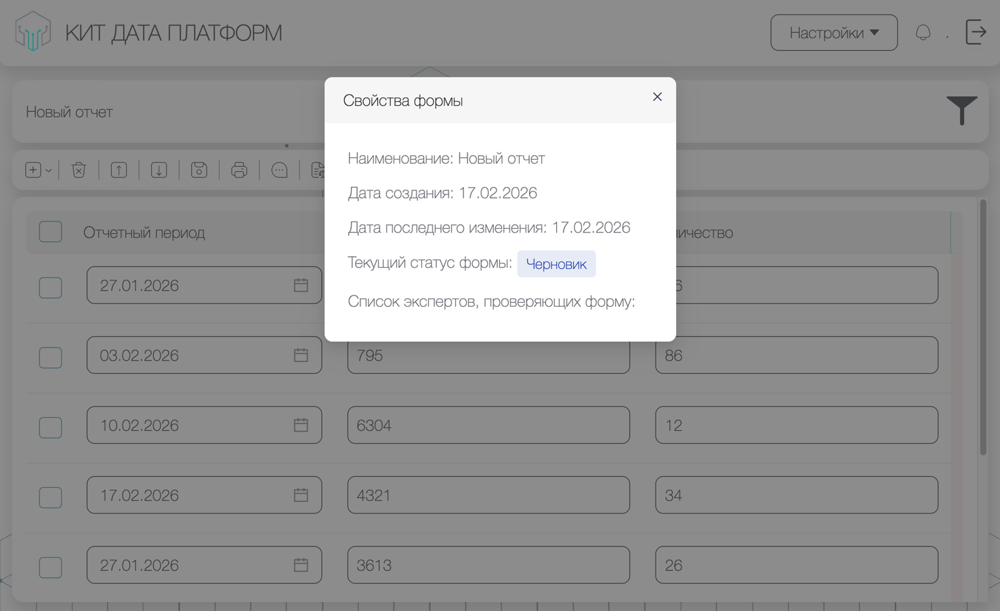 КИТ ДАТА ПЛАТФОРМ
Настройки
Новый отчет
Свойства формы
Наименование: Новый отчет
Дата создания: 17.02.2026
Дата последнего изменения: 17.02.2026
Текущий статус формы: Черновик
Список экспертов, проверяющих форму:
Отчетный период
27.01.2026
03.02.2026 795 86
10.02.2026 6304 12
17.02.2026 4321 34
27.01.2026 3613 26